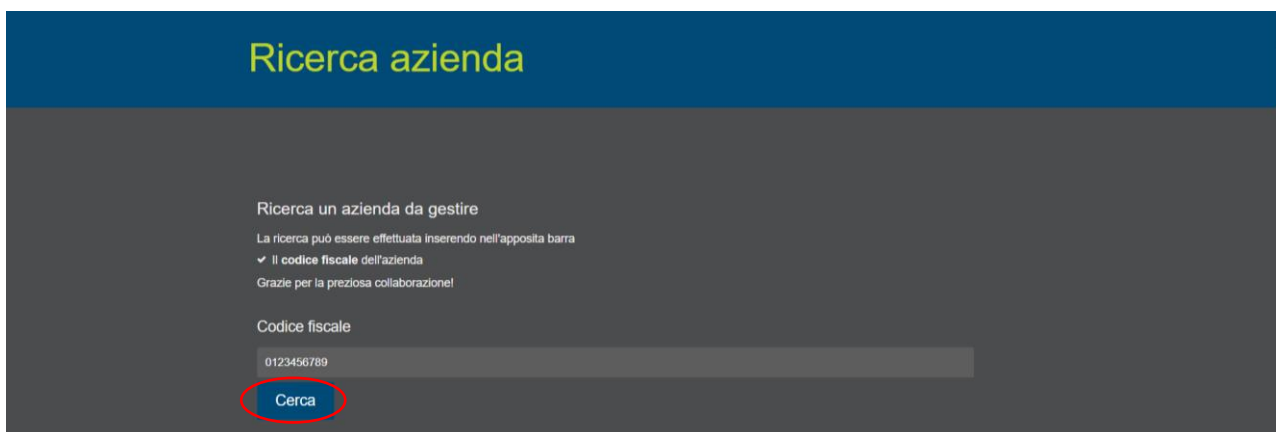 Ricerca azienda
Ricerca un azienda da gestire
La ricerca può essere effettuata inserendo nell'apposita barra
✔ Il codice fiscale dell'azienda
Grazie per la preziosa collaborazione!
Codice fiscale
0123456789
Cerca